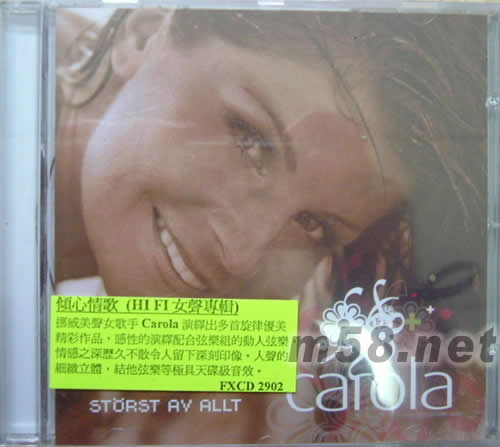 傾心情歌 (HI FI 女聲專輯)
挪威美聲女歌手 Carola 演繹出多首旋律優美
精彩作品，感性的演繹配合弦樂組的動人弦樂
情感之深歷久不散令人留下深刻印像。人聲的
細緻立體，結他弦樂等極具天碟級音效。
FXCD 2902
STÖRST AV ALLT
carola
m58.net